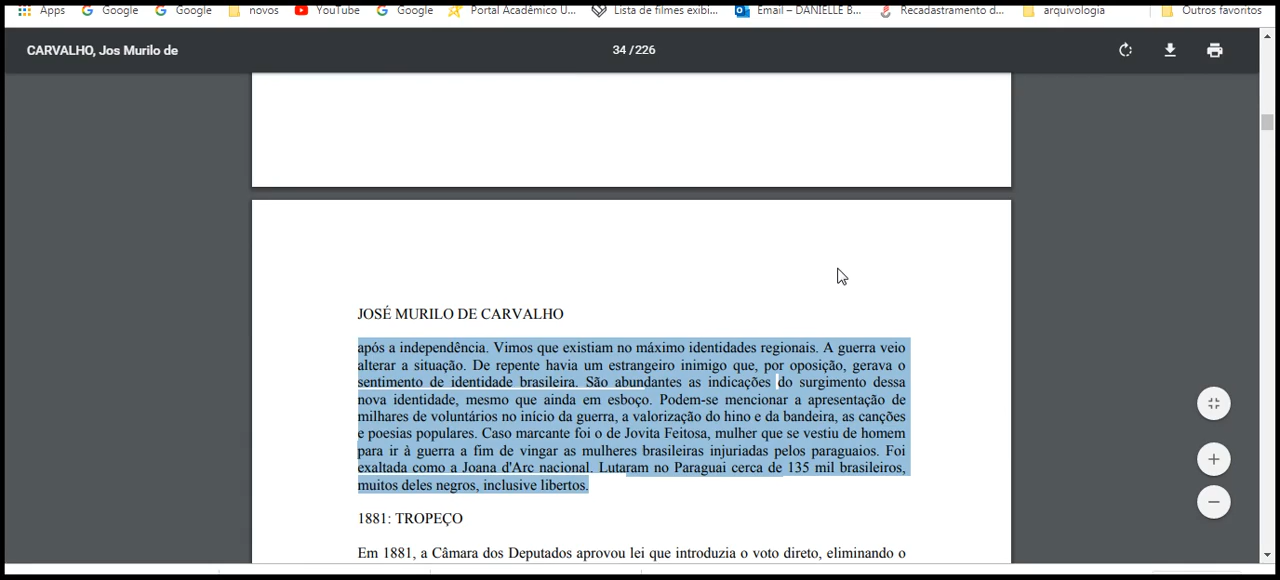 Apps Google Google novos YouTube Google Portal Acadêmico U... Lista de filmes exibi... Email – DANIELLE B... Recadastramento d... arquivologia Outros favoritos
CARVALHO, Jos Murilo de 34 / 226
JOSÉ MURILO DE CARVALHO
após a independência. Vimos que existiam no máximo identidades regionais. A guerra veio
alterar a situação. De repente havia um estrangeiro inimigo que, por oposição, gerava o
sentimento de identidade brasileira. São abundantes as indicações do surgimento dessa
nova identidade, mesmo que ainda em esboço. Podem-se mencionar a apresentação de
milhares de voluntários no início da guerra, a valorização do hino e da bandeira, as canções
e poesias populares. Caso marcante foi o de Jovita Feitosa, mulher que se vestiu de homem
para ir à guerra a fim de vingar as mulheres brasileiras injuriadas pelos paraguaios. Foi
exaltada como a Joana d'Arc nacional. Lutaram no Paraguai cerca de 135 mil brasileiros,
muitos deles negros, inclusive libertos.
1881: TROPEÇO
Em 1881, a Câmara dos Deputados aprovou lei que introduzia o voto direto, eliminando o